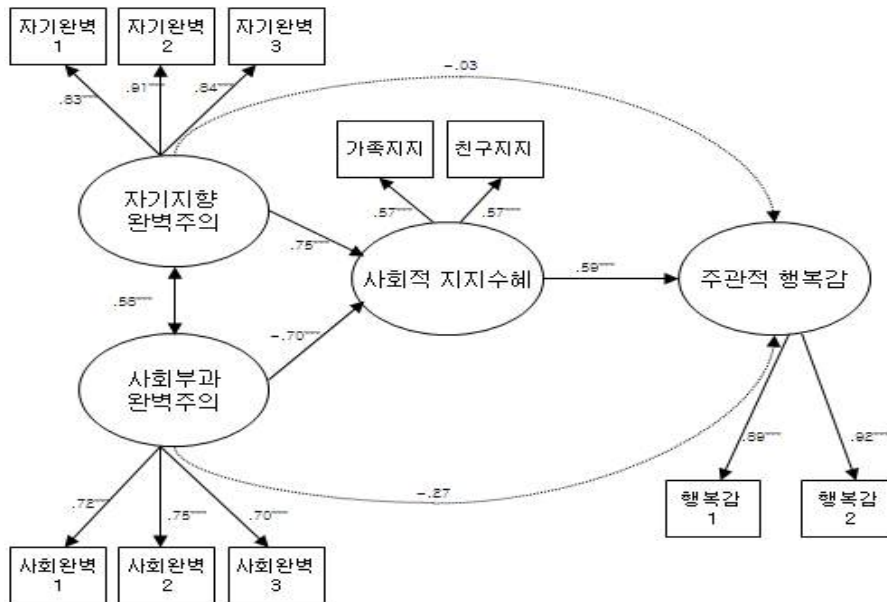 자기완벽
1
자기완벽
2
자기완벽
3
.83***
.91***
.84***
-.03
가족지지
친구지지
.57***
.57***
자기지향
완벽주의
.75***
사회적 지지수혜
.59***
주관적 행복감
.58***
-.70***
사회부과
완벽주의
.89***
.92***
-.27
.72***
.75***
.70***
행복감
1
행복감
2
사회완벽
1
사회완벽
2
사회완벽
3